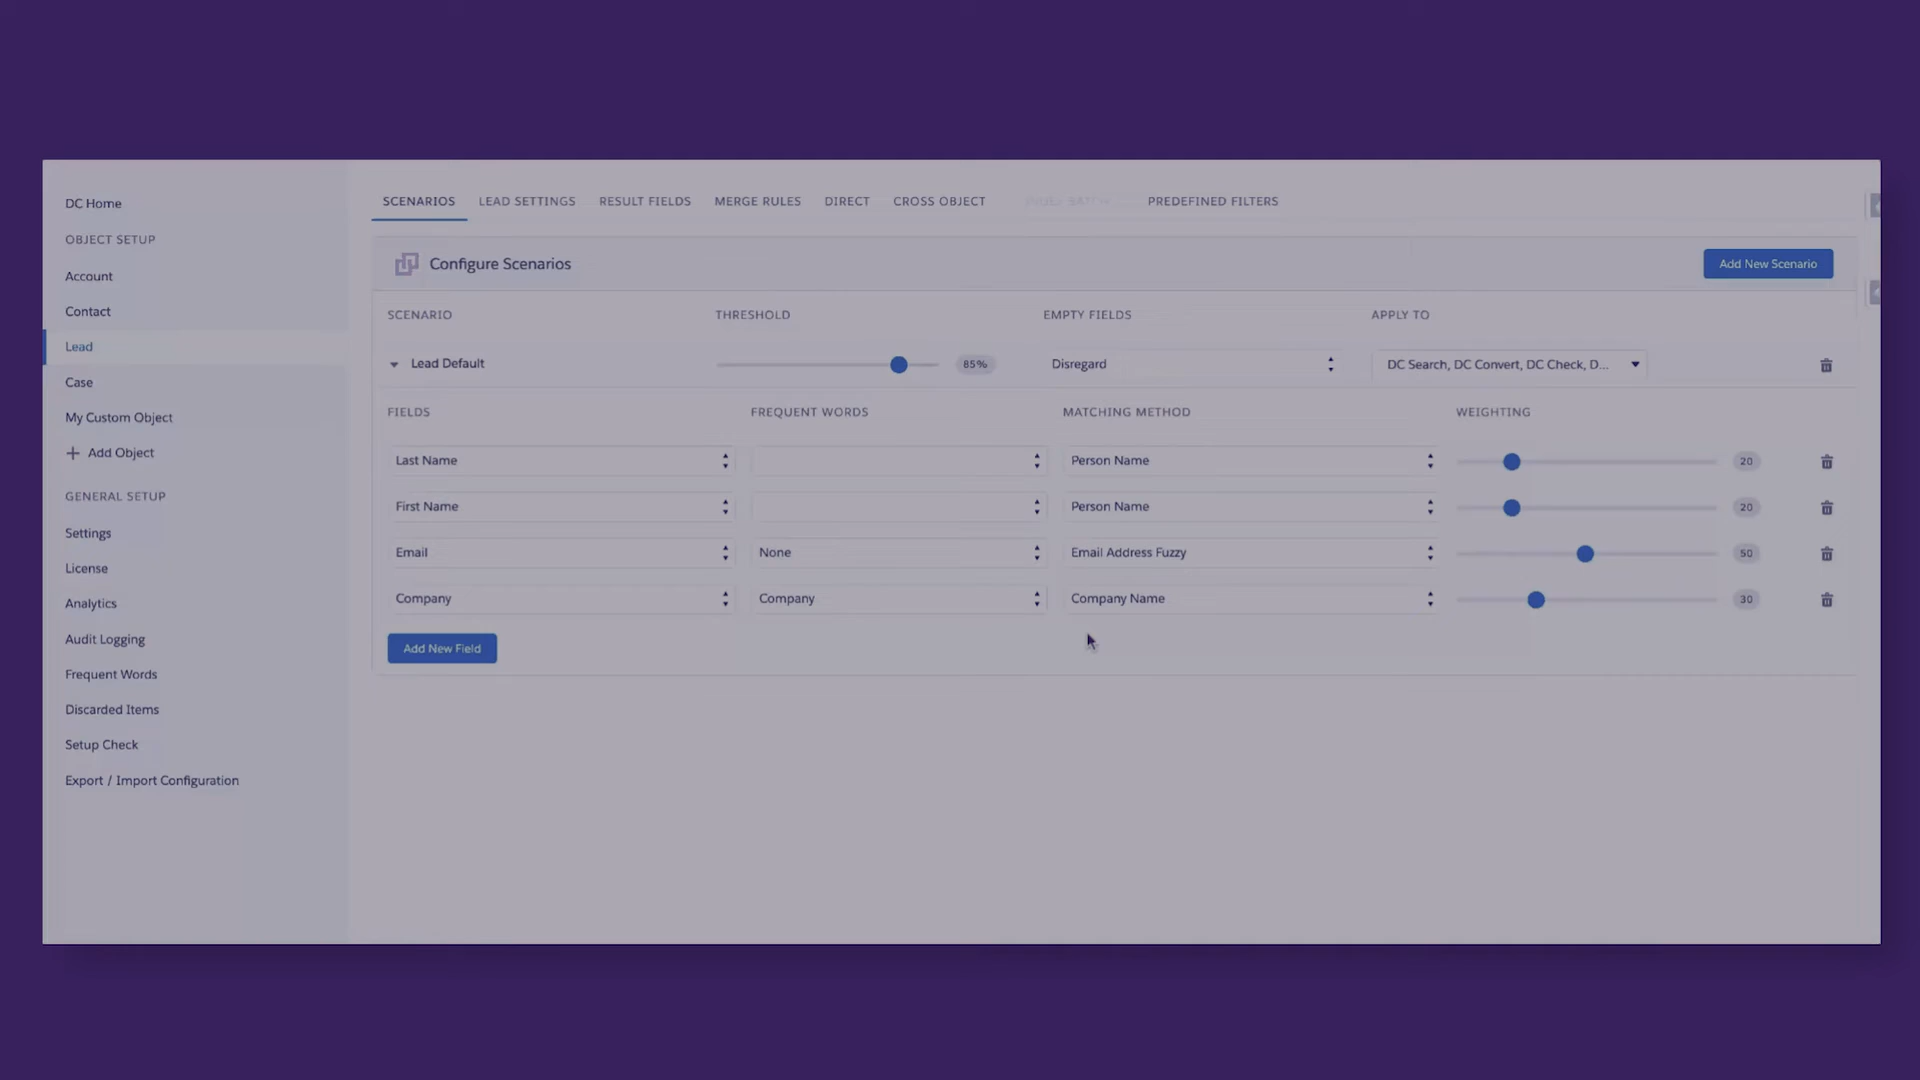 DC Home
OBJECT SETUP
Account
Contact
Lead
Case
My Custom Object
Add Object
GENERAL SETUP
Settings
License
Analytics
Audit Logging
Frequent Words
Discarded Items
Setup Check
Export / Import Configuration
SCENARIOS LEAD SETTINGS RESULT FIELDS MERGE RULES DIRECT CROSS OBJECT PREDEFINED FILTERS
Configure Scenarios Add New Scenario
SCENARIO THRESHOLD EMPTY FIELDS APPLY TO
Lead Default 85% Disregard DC Search, DC Convert, DC Check, D...
FIELDS FREQUENT WORDS MATCHING METHOD WEIGHTING
Last Name Person Name 20
First Name Person Name 20
Email None Email Address Fuzzy 50
Company Company Company Name 30
Add New Field